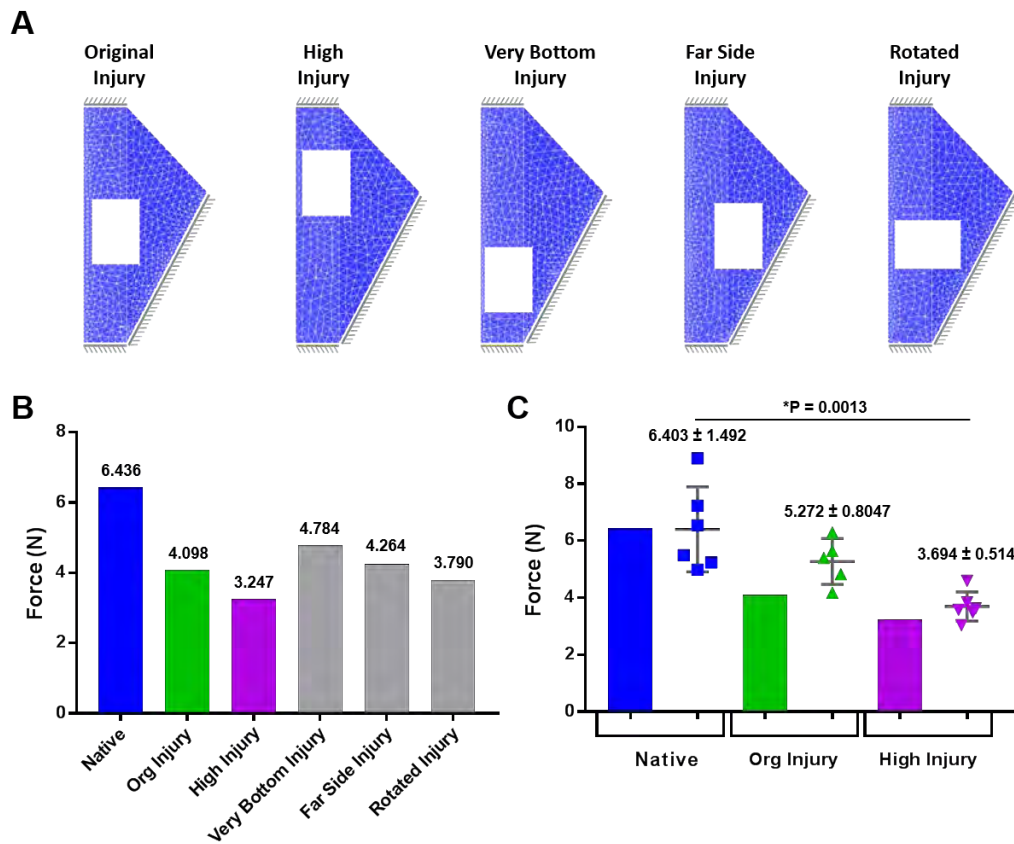 A
Original
Injury
High
Injury
Very Bottom
Injury
Far Side
Injury
Rotated
Injury
B
Force (N)
8
6
4
2
0
6.436
4.098
3.247
4.784
4.264
3.790
Native
Org Injury
High Injury
Very Bottom Injury
Far Side Injury
Rotated Injury
C
Force (N)
10
8
6
4
2
0
*P = 0.0013
6.403 ± 1.492
5.272 ± 0.8047
3.694 ± 0.514
Native
Org Injury
High Injury